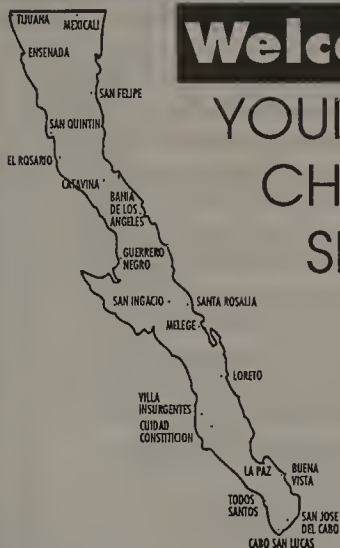 Welco
YOUR
CH
S
TIJUANA
MEXICALI
ENSENADA
SAN FELIPE
SAN QUINTIN
EL ROSARIO
CATAVINA
BAHIA
DE LOS
ANGELES
GUERRERO
NEGRO
SAN INGACIO
SANTA ROSALIA
MELEGE
LORETO
VILLA
INSURGENTES
CUIDAD
CONSTITICION
LA PAZ
BUENA
VISTA
TODOS
SANTOS
SAN JOSE
DEL CABO
CABO SAN LUCAS